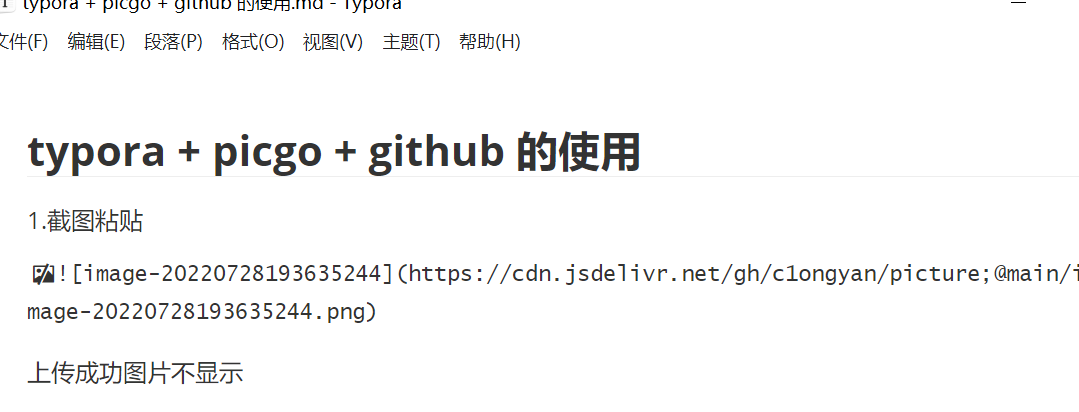 typora + picgo + github 的使用.md - Typora
文件(F) 编辑(E) 段落(P) 格式(O) 视图(V) 主题(T) 帮助(H)
typora + picgo + github 的使用
1.截图粘贴
![image-20220728193635244](https://cdn.jsdelivr.net/gh/c1ongyan/picture;@main/i
mage-20220728193635244.png)
上传成功图片不显示